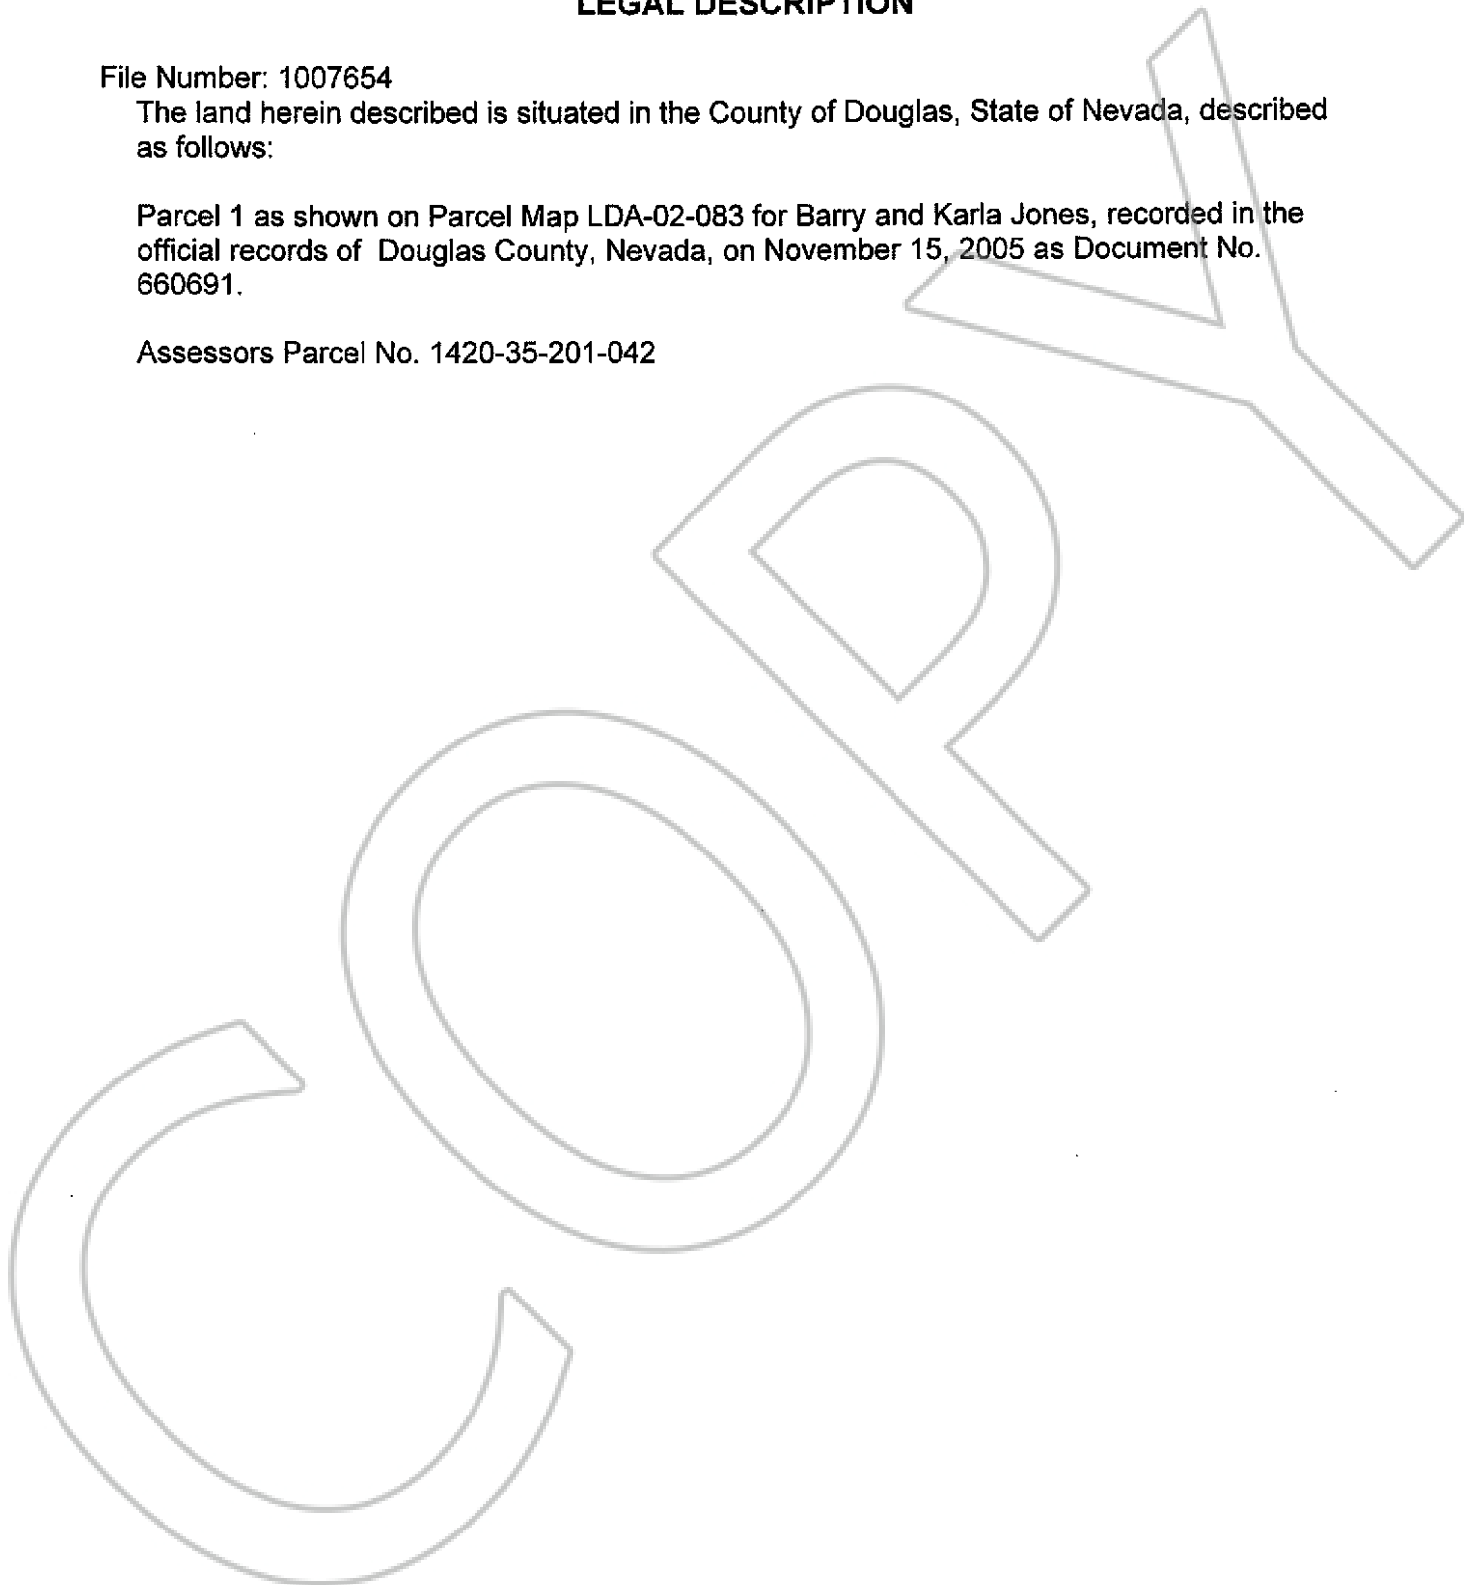 LEGAL DESCRIPTION
File Number: 1007654
The land herein described is situated in the County of Douglas, State of Nevada, described
as follows:
Parcel 1 as shown on Parcel Map LDA-02-083 for Barry and Karla Jones, recorded in the
official records of Douglas County, Nevada, on November 15, 2005 as Document No.
660691.
Assessors Parcel No. 1420-35-201-042
COPY